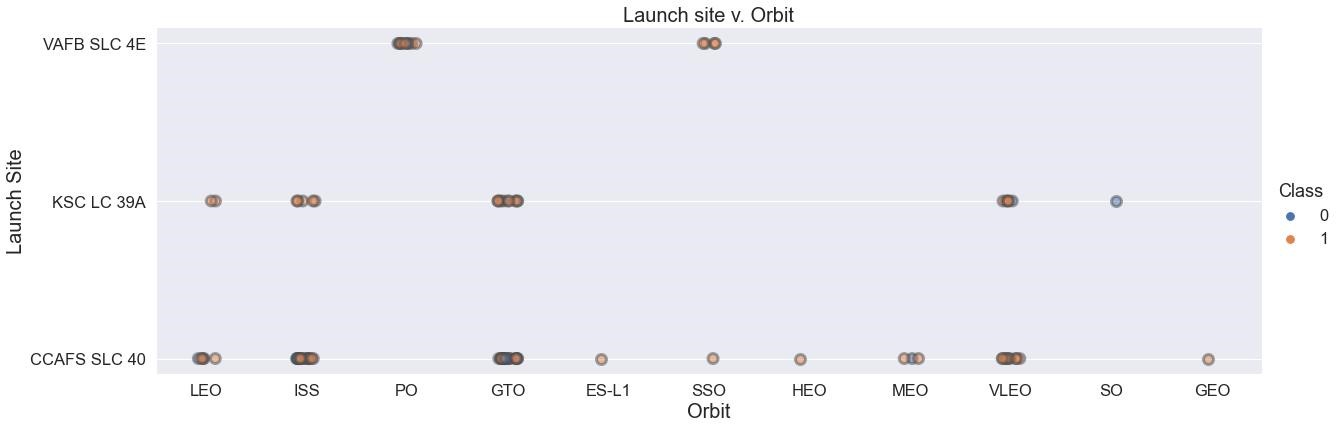 Launch site v. Orbit
Launch Site
VAFB SLC 4E
KSC LC 39A
CCAFS SLC 40
LEO ISS PO GTO ES-L1 SSO HEO MEO VLEO SO GEO
Orbit
Class
0
1